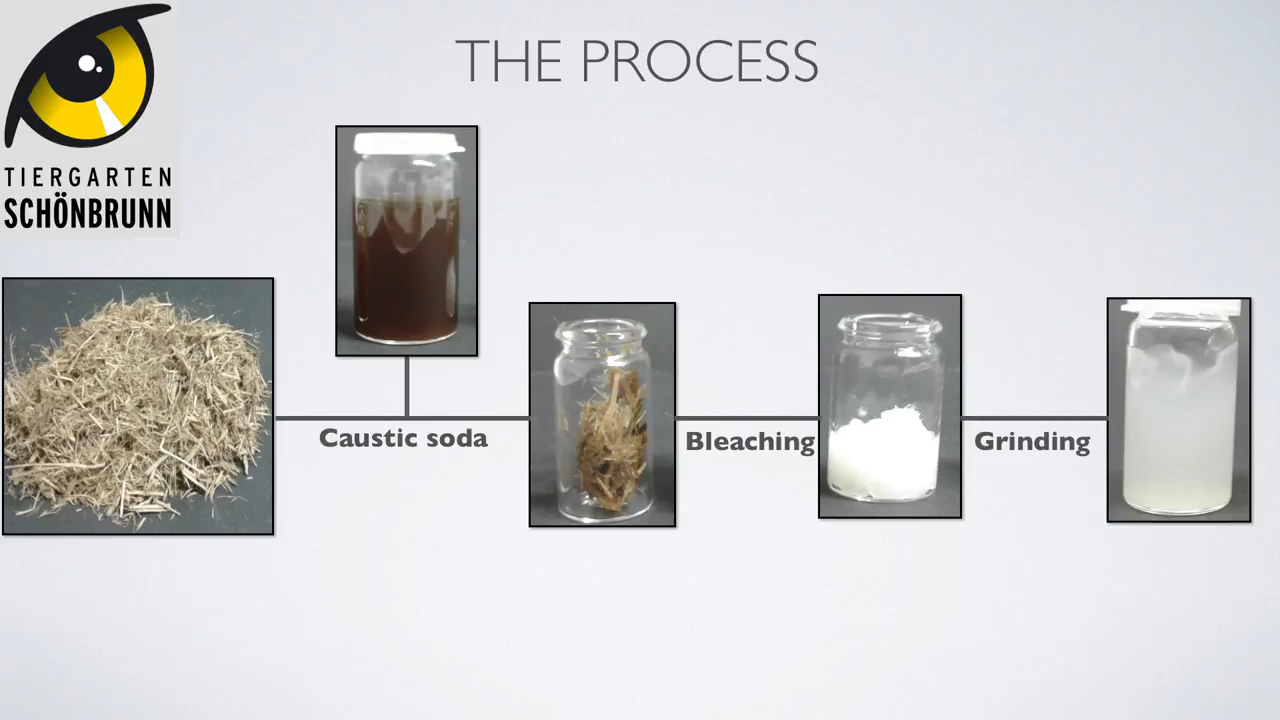 THE PROCESS
TIERGARTEN
SCHÖNBRUNN
Caustic soda
Bleaching
Grinding